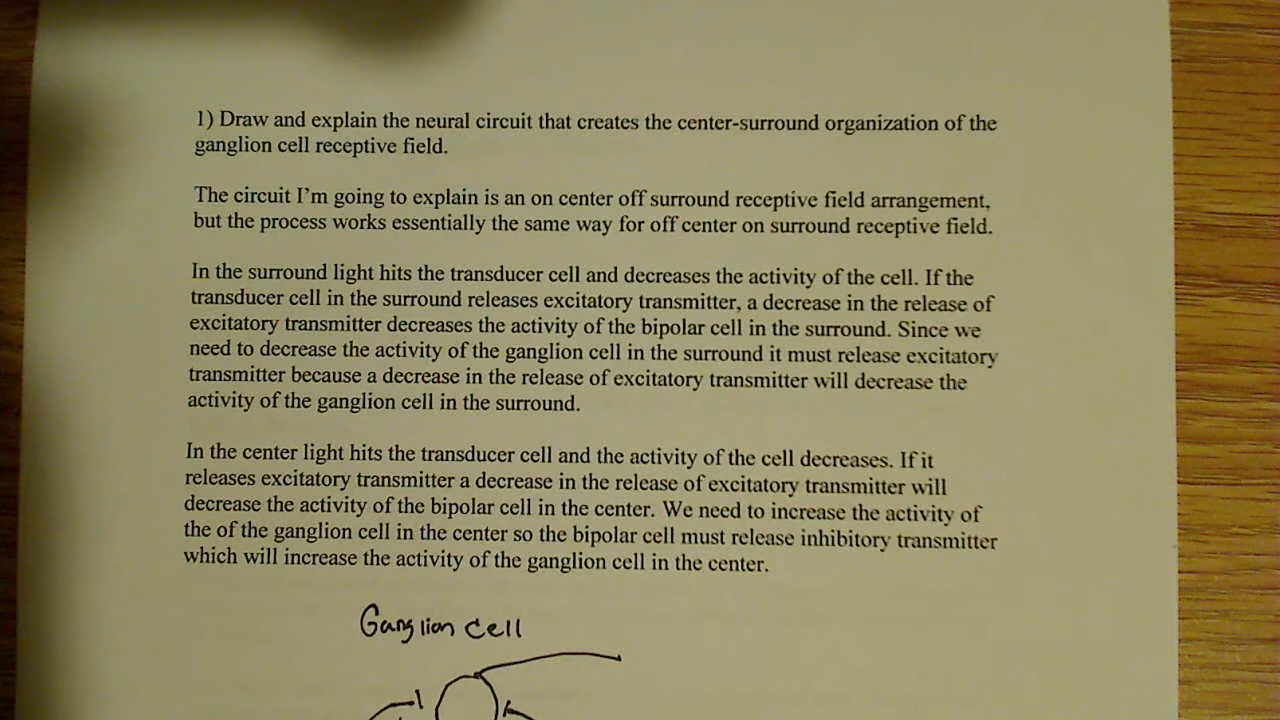 1) Draw and explain the neural circuit that creates the center-surround organization of the
ganglion cell receptive field.
The circuit I'm going to explain is an on center off surround receptive field arrangement,
but the process works essentially the same way for off center on surround receptive field.
In the surround light hits the transducer cell and decreases the activity of the cell. If the
transducer cell in the surround releases excitatory transmitter, a decrease in the release of
excitatory transmitter decreases the activity of the bipolar cell in the surround. Since we
need to decrease the activity of the ganglion cell in the surround it must release excitatory
transmitter because a decrease in the release of excitatory transmitter will decrease the
activity of the ganglion cell in the surround.
In the center light hits the transducer cell and the activity of the cell decreases. If it
releases excitatory transmitter a decrease in the release of excitatory transmitter will
decrease the activity of the bipolar cell in the center. We need to increase the activity of
the of the ganglion cell in the center so the bipolar cell must release inhibitory transmitter
which will increase the activity of the ganglion cell in the center.
Ganglion cell